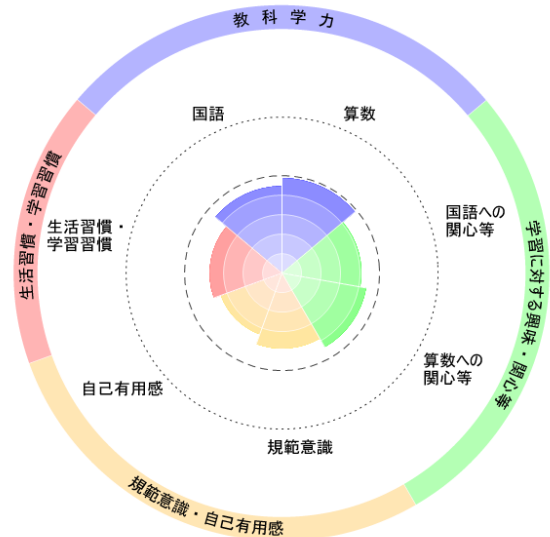 教科学力
国語
算数
生活習慣・学習習慣
生活習慣・
学習習慣
国語への
関心等
学習に対する興味・関心等
算数への
関心等
自己有用感
規範意識
規範意識・自己有用感